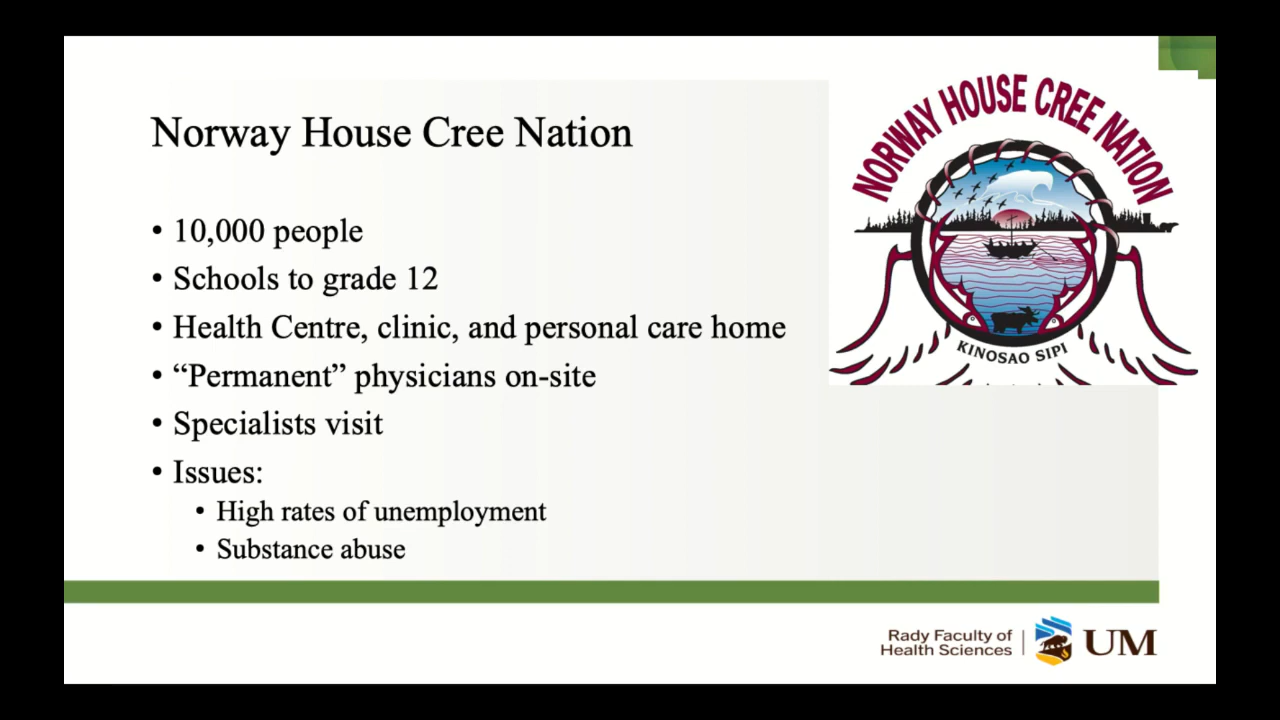 Norway House Cree Nation
NORWAY HOUSE CREE NATION
KINOSAO SIPI
• 10,000 people
• Schools to grade 12
• Health Centre, clinic, and personal care home
• “Permanent” physicians on-site
• Specialists visit
• Issues:
• High rates of unemployment
• Substance abuse
Rady Faculty of
Health Sciences
UM